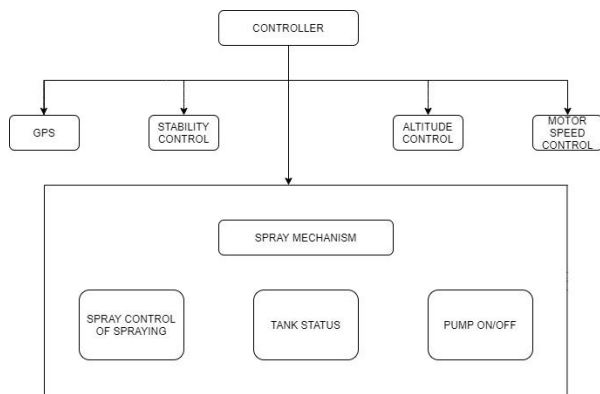 CONTROLLER
GPS
STABILITY
CONTROL
ALTITUDE
CONTROL
MOTOR
SPEED
CONTROL
SPRAY MECHANISM
SPRAY CONTROL
OF SPRAYING
TANK STATUS
PUMP ON/OFF